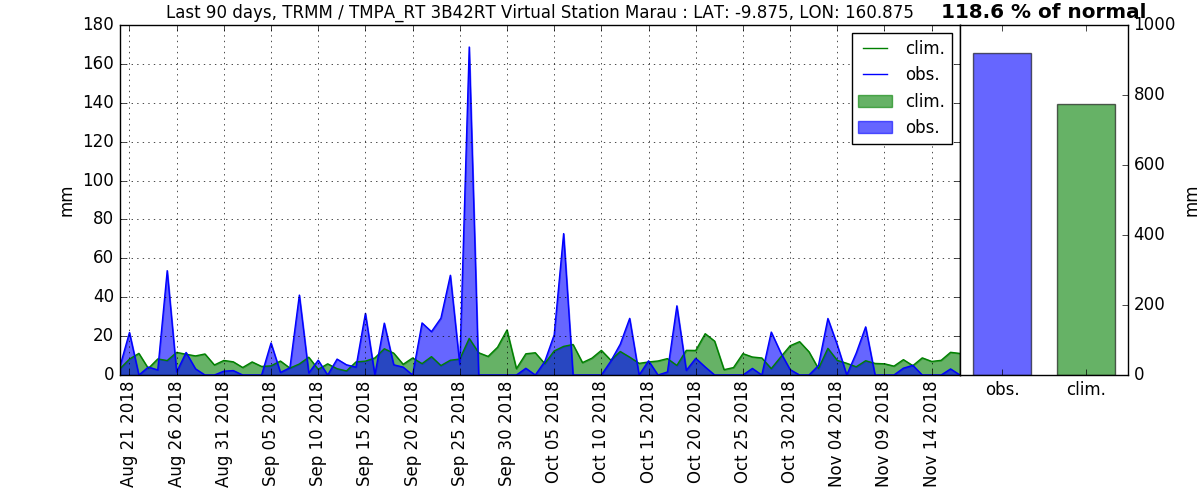 Last 90 days, TRMM / TMPA_RT 3B42RT Virtual Station Marau : LAT: -9.875, LON: 160.875
118.6 % of normal
180
160
140
120
100
80
60
40
20
0
mm
clim.
obs.
clim.
obs.
1000
800
600
400
200
0
mm
obs.
clim.
Aug 21 2018
Aug 26 2018
Aug 31 2018
Sep 05 2018
Sep 10 2018
Sep 15 2018
Sep 20 2018
Sep 25 2018
Sep 30 2018
Oct 05 2018
Oct 10 2018
Oct 15 2018
Oct 20 2018
Oct 25 2018
Oct 30 2018
Nov 04 2018
Nov 09 2018
Nov 14 2018